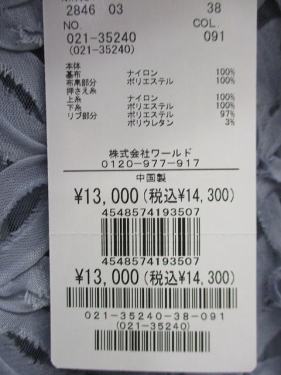 2846 03 38
NO. COL.
021-35240 091
(021-35240)
本体
基布 ナイロン 100%
布巣部分 ポリエステル 100%
押さえ糸
上糸 ナイロン 100%
下糸 ポリエステル 100%
リブ部分 ポリエステル 97%
ポリウレタン 3%
株式会社ワールド
0120-977-917
中国製
¥13,000(税込¥14,300)
4548574193507
4548574193507
¥13,000(税込¥14,300)
021-35240-38-091
(021-35240)